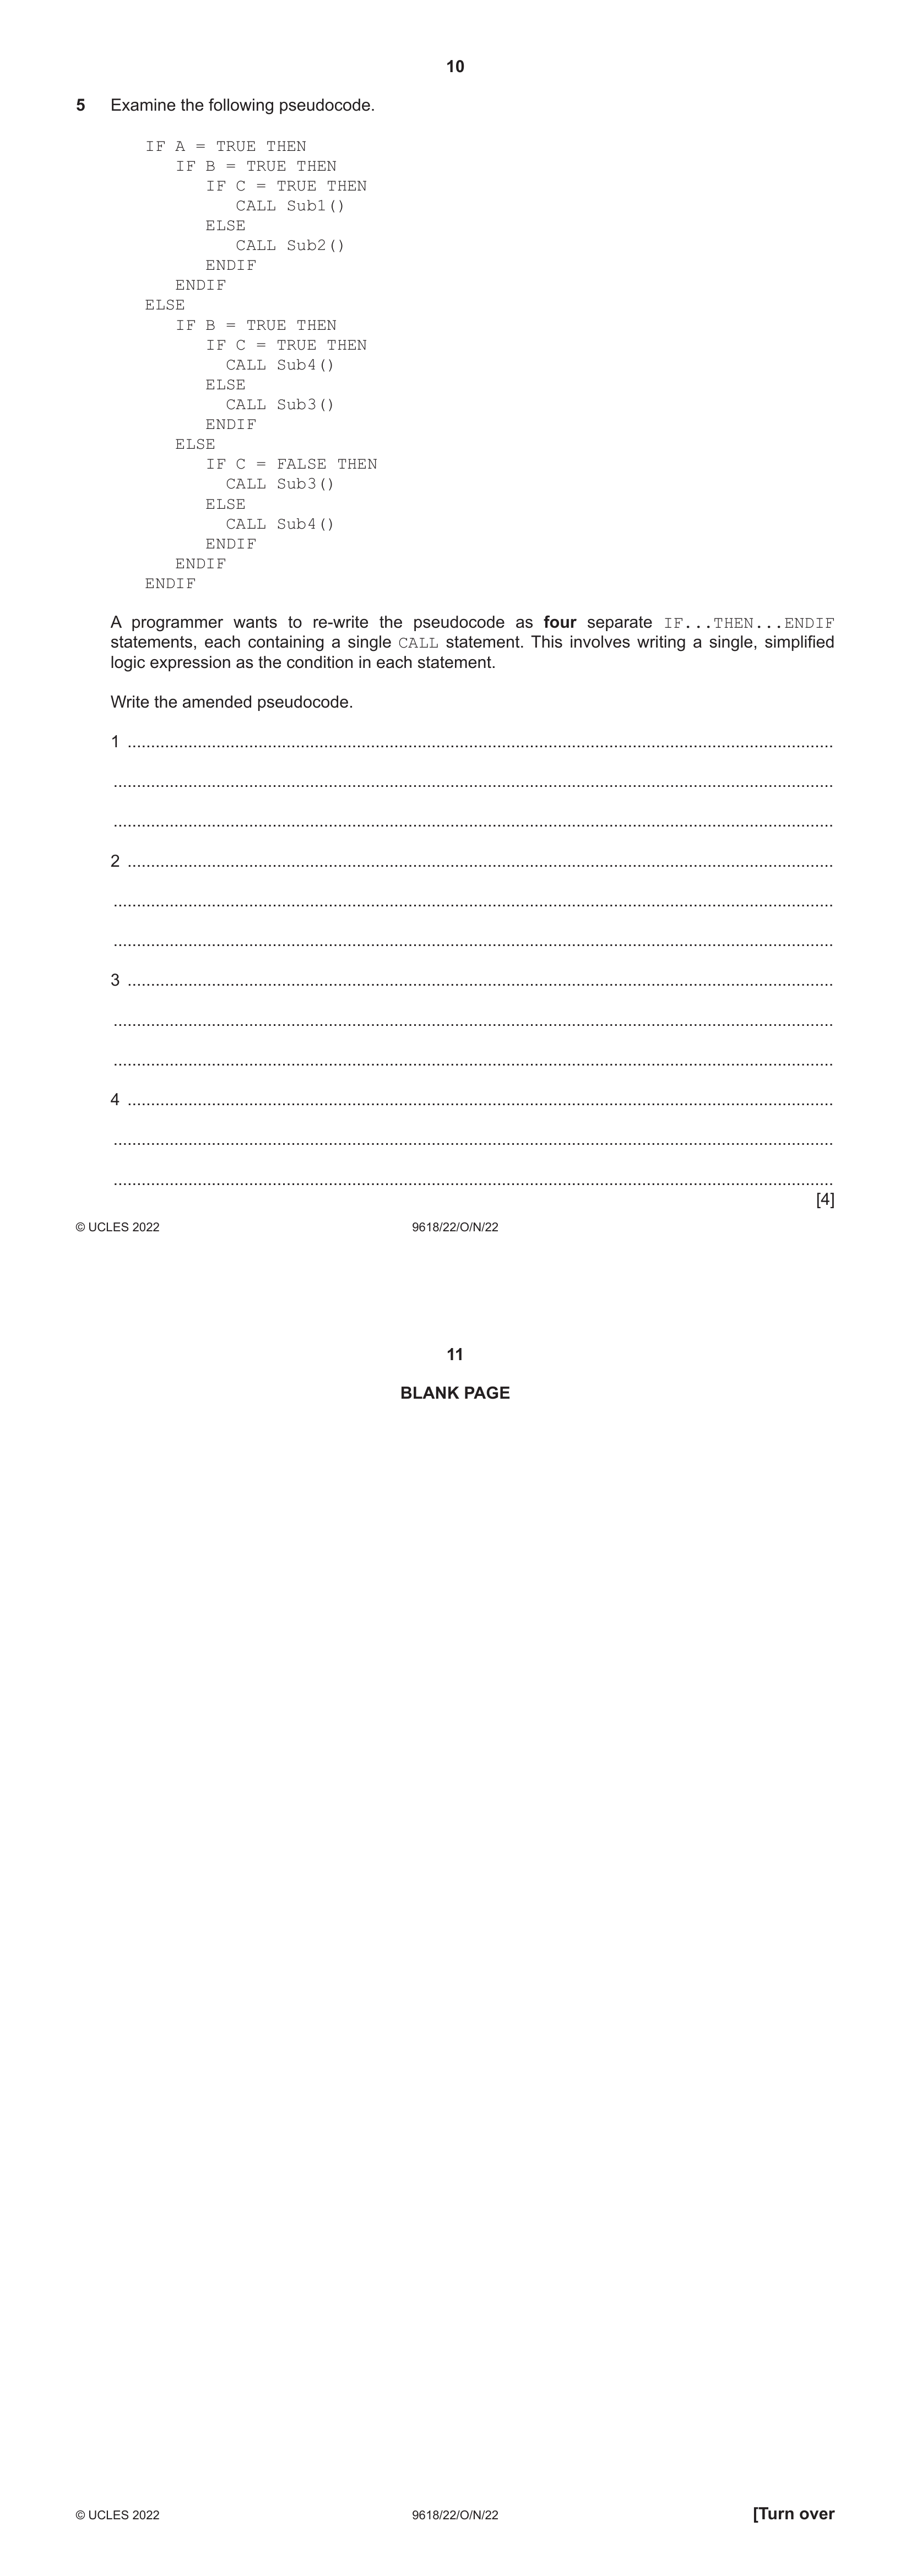 10
5 Examine the following pseudocode.
IF A = TRUE THEN
IF B = TRUE THEN
IF C = TRUE THEN
CALL Sub1()
ELSE
CALL Sub2()
ENDIF
ENDIF
ELSE
IF B = TRUE THEN
IF C = TRUE THEN
CALL Sub4()
ELSE
CALL Sub3()
ENDIF
ELSE
IF C = FALSE THEN
CALL Sub3()
ELSE
CALL Sub4()
ENDIF
ENDIF
ENDIF
A programmer wants to re-write the pseudocode as four separate IF...THEN...ENDIF
statements, each containing a single CALL statement. This involves writing a single, simplified
logic expression as the condition in each statement.
Write the amended pseudocode.
1
2
3
4
[4]
© UCLES 2022 9618/22/O/N/22
11
BLANK PAGE
© UCLES 2022 9618/22/O/N/22 [Turn over